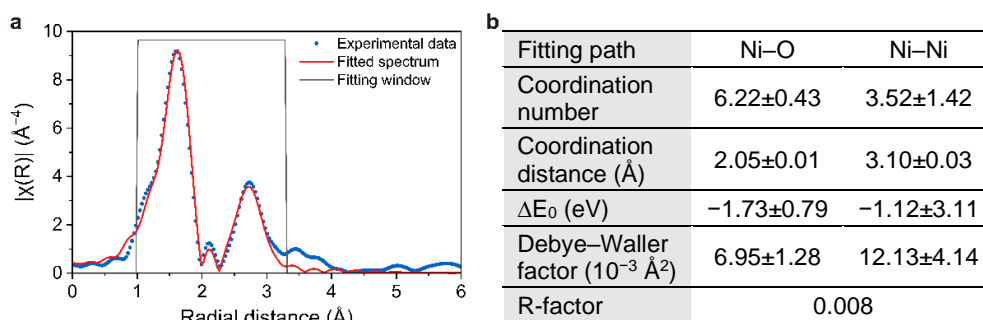 a
b
10
8
6
4
2
0
|χ(R)| (Å⁻⁴)
Experimental data
Fitted spectrum
Fitting window
0 1 2 3 4 5 6
Radial distance (Å)
Fitting path Ni–O Ni–Ni
Coordination
number 6.22±0.43 3.52±1.42
Coordination
distance (Å) 2.05±0.01 3.10±0.03
ΔE₀ (eV) −1.73±0.79 −1.12±3.11
Debye–Waller
factor (10⁻³ Å²) 6.95±1.28 12.13±4.14
R-factor 0.008